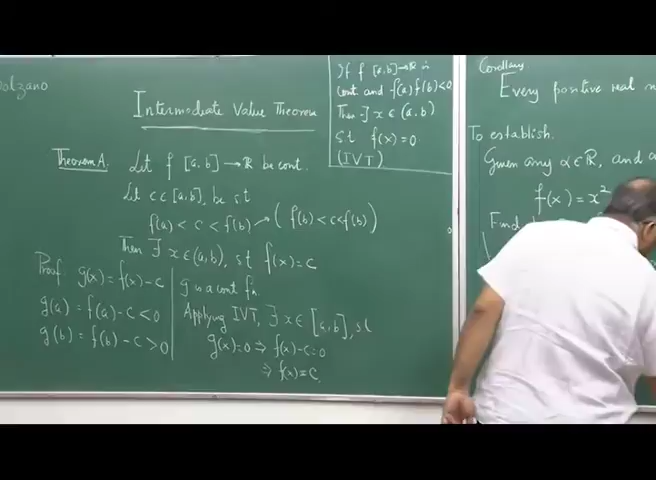 olzano
Intermediate Value Theorem
If f [a,b]→ℝ is
cont and f(a)f(b)<0
Then ∃ x ∈ (a,b)
s.t f(x)=0
(IVT)
Theorem A. Let f [a,b] → ℝ be cont.
Let c ∈ [a,b], be s.t
f(a) < c < f(b) → ( f(b) < c < f(b) )
Then ∃ x ∈ (a,b), s.t f(x) = c
Proof. g(x) = f(x) - c
g(a) = f(a) - c < 0
g(b) = f(b) - c > 0
g is a cont fn.
Applying IVT, ∃ x ∈ [a,b], s.t
g(x) = 0 ⇒ f(x) - c = 0
⇒ f(x) = c.
Corollary
Every positive real n
To establish.
Given any α ∈ ℝ, and a
f(x) = x²
Find